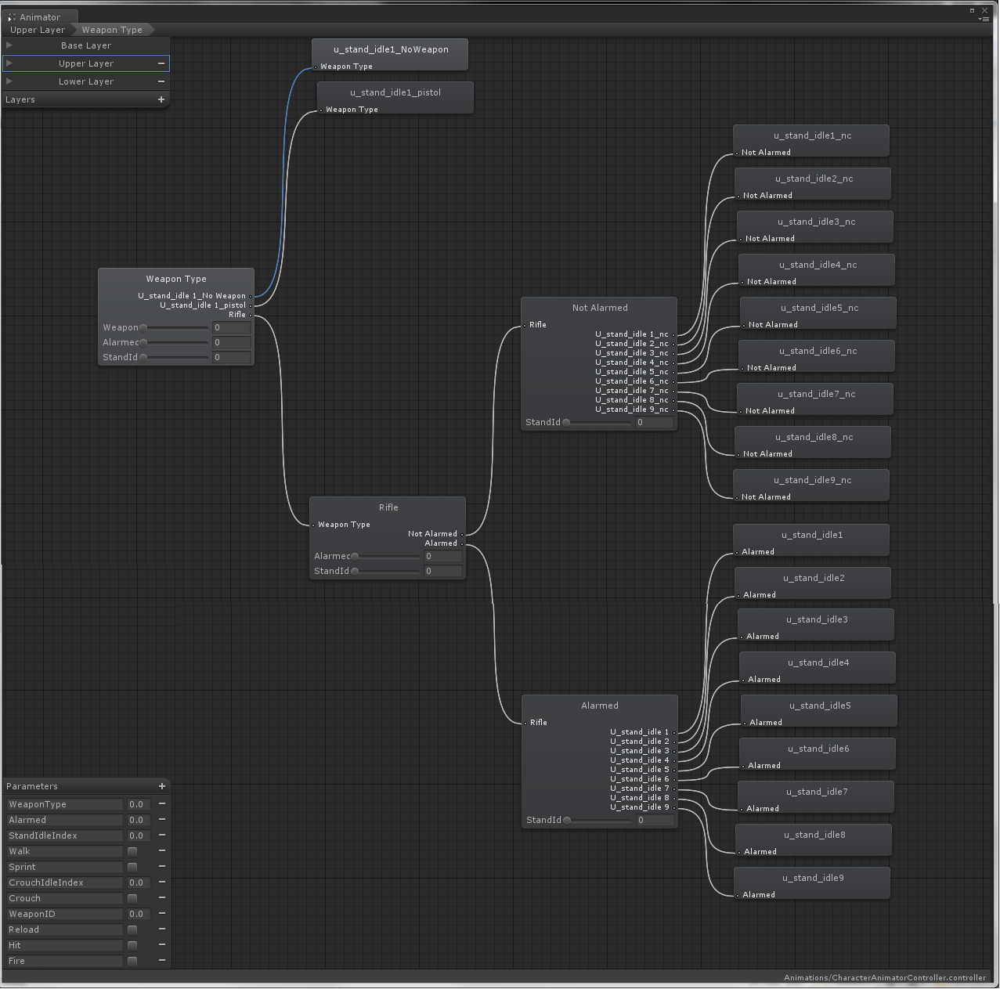 Animator
Upper Layer
Weapon Type
Base Layer
Upper Layer
Lower Layer
Layers
u_stand_idle1_NoWeapon
Weapon Type
u_stand_idle1_pistol
Weapon Type
Weapon Type
U_stand_idle 1_No Weapon
U_stand_idle 1_pistol
Rifle
Weapon 0
Alarmec 0
StandId 0
Rifle
Weapon Type
Not Alarmed
Alarmed
Alarmec 0
StandId 0
Not Alarmed
Rifle
U_stand_idle 1_nc
U_stand_idle 2_nc
U_stand_idle 3_nc
U_stand_idle 4_nc
U_stand_idle 5_nc
U_stand_idle 6_nc
U_stand_idle 7_nc
U_stand_idle 8_nc
U_stand_idle 9_nc
StandId 0
u_stand_idle1_nc
Not Alarmed
u_stand_idle2_nc
Not Alarmed
u_stand_idle3_nc
Not Alarmed
u_stand_idle4_nc
Not Alarmed
u_stand_idle5_nc
Not Alarmed
u_stand_idle6_nc
Not Alarmed
u_stand_idle7_nc
Not Alarmed
u_stand_idle8_nc
Not Alarmed
u_stand_idle9_nc
Not Alarmed
Alarmed
Rifle
U_stand_idle 1
U_stand_idle 2
U_stand_idle 3
U_stand_idle 4
U_stand_idle 5
U_stand_idle 6
U_stand_idle 7
U_stand_idle 8
U_stand_idle 9
StandId 0
u_stand_idle1
Alarmed
u_stand_idle2
Alarmed
u_stand_idle3
Alarmed
u_stand_idle4
Alarmed
u_stand_idle5
Alarmed
u_stand_idle6
Alarmed
u_stand_idle7
Alarmed
u_stand_idle8
Alarmed
u_stand_idle9
Alarmed
Parameters
WeaponType 0.0
Alarmed 0.0
StandIdleIndex 0.0
Walk
Sprint
CrouchIdleIndex 0.0
Crouch
WeaponID 0.0
Reload
Hit
Fire
Animations/CharacterAnimatorController.controller